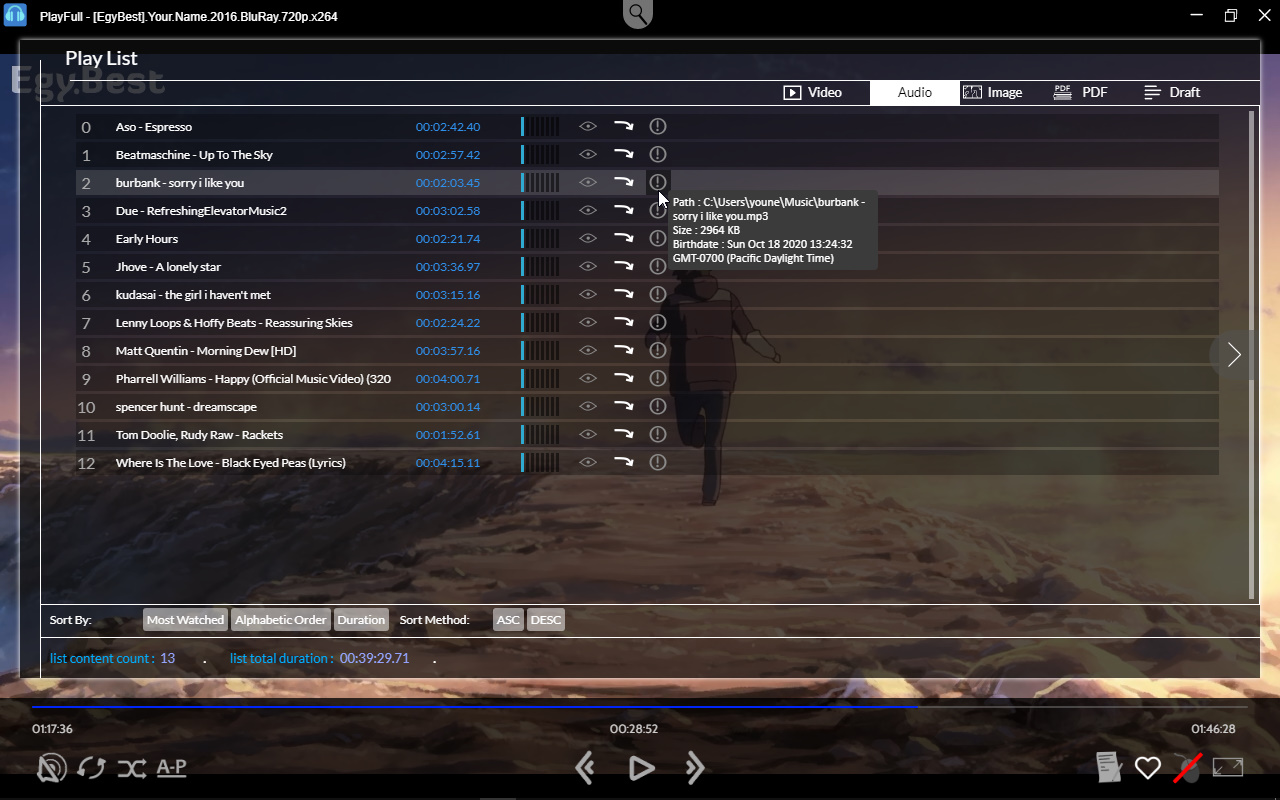 PlayFull - [EgyBest].Your.Name.2016.BluRay.720p.x264
Play List
Egy.Best
Video Audio Image PDF PDF Draft
0 Aso - Espresso 00:02:42.40
1 Beatmaschine - Up To The Sky 00:02:57.42
2 burbank - sorry i like you 00:02:03.45
3 Due - RefreshingElevatorMusic2 00:03:02.58
4 Early Hours 00:02:21.74
5 Jhove - A lonely star 00:03:36.97
6 kudasai - the girl i haven't met 00:03:15.16
7 Lenny Loops & Hoffy Beats - Reassuring Skies 00:02:24.22
8 Matt Quentin - Morning Dew [HD] 00:03:57.16
9 Pharrell Williams - Happy (Official Music Video) (320 00:04:00.71
10 spencer hunt - dreamscape 00:03:00.14
11 Tom Doolie, Rudy Raw - Rackets 00:01:52.61
12 Where Is The Love - Black Eyed Peas (Lyrics) 00:04:15.11
Path : C:\Users\youne\Music\burbank -
sorry i like you.mp3
Size : 2964 KB
Birthdate : Sun Oct 18 2020 13:24:32
GMT-0700 (Pacific Daylight Time)
Sort By: Most Watched Alphabetic Order Duration Sort Method: ASC DESC
list content count : 13 . list total duration : 00:39:29.71 .
01:17:36 00:28:52 01:46:28
A-P